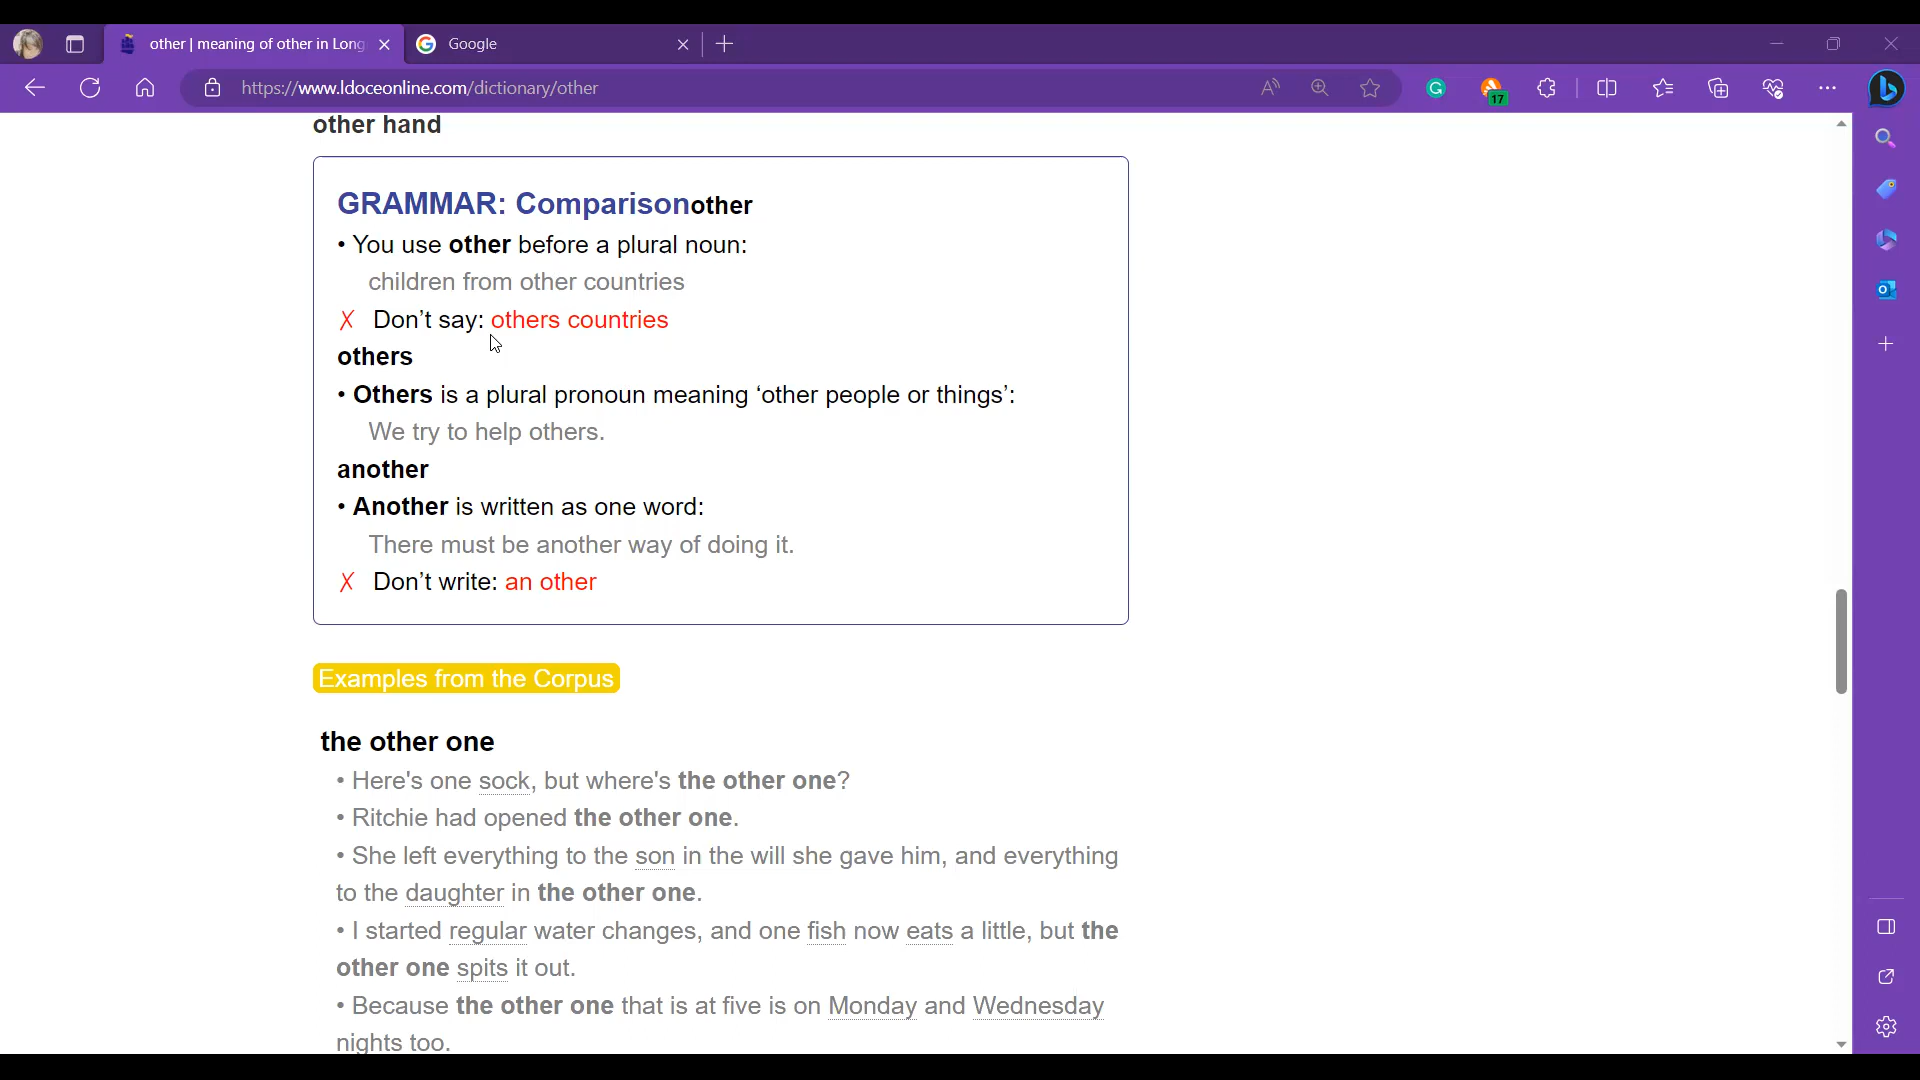 other | meaning of other in Long
Google
https://www.ldoceonline.com/dictionary/other
17
other hand
GRAMMAR: Comparisonother
• You use other before a plural noun:
children from other countries
✗ Don’t say: others countries
others
• Others is a plural pronoun meaning ‘other people or things’:
We try to help others.
another
• Another is written as one word:
There must be another way of doing it.
✗ Don’t write: an other
Examples from the Corpus
the other one
• Here's one sock, but where's the other one?
• Ritchie had opened the other one.
• She left everything to the son in the will she gave him, and everything
to the daughter in the other one.
• I started regular water changes, and one fish now eats a little, but the
other one spits it out.
• Because the other one that is at five is on Monday and Wednesday
nights too.